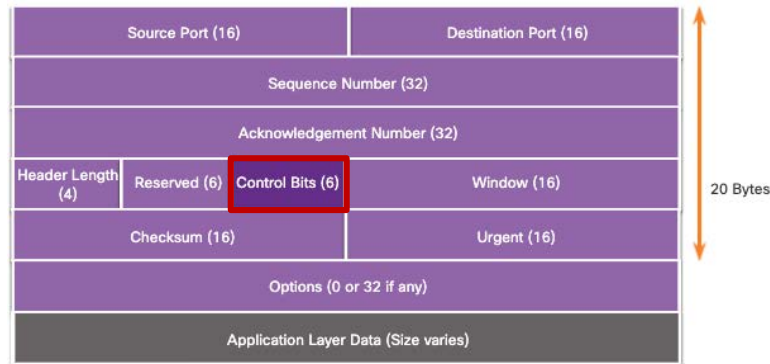 Source Port (16)
Destination Port (16)
Sequence Number (32)
Acknowledgement Number (32)
Header Length
(4)
Reserved (6)
Control Bits (6)
Window (16)
20 Bytes
Checksum (16)
Urgent (16)
Options (0 or 32 if any)
Application Layer Data (Size varies)